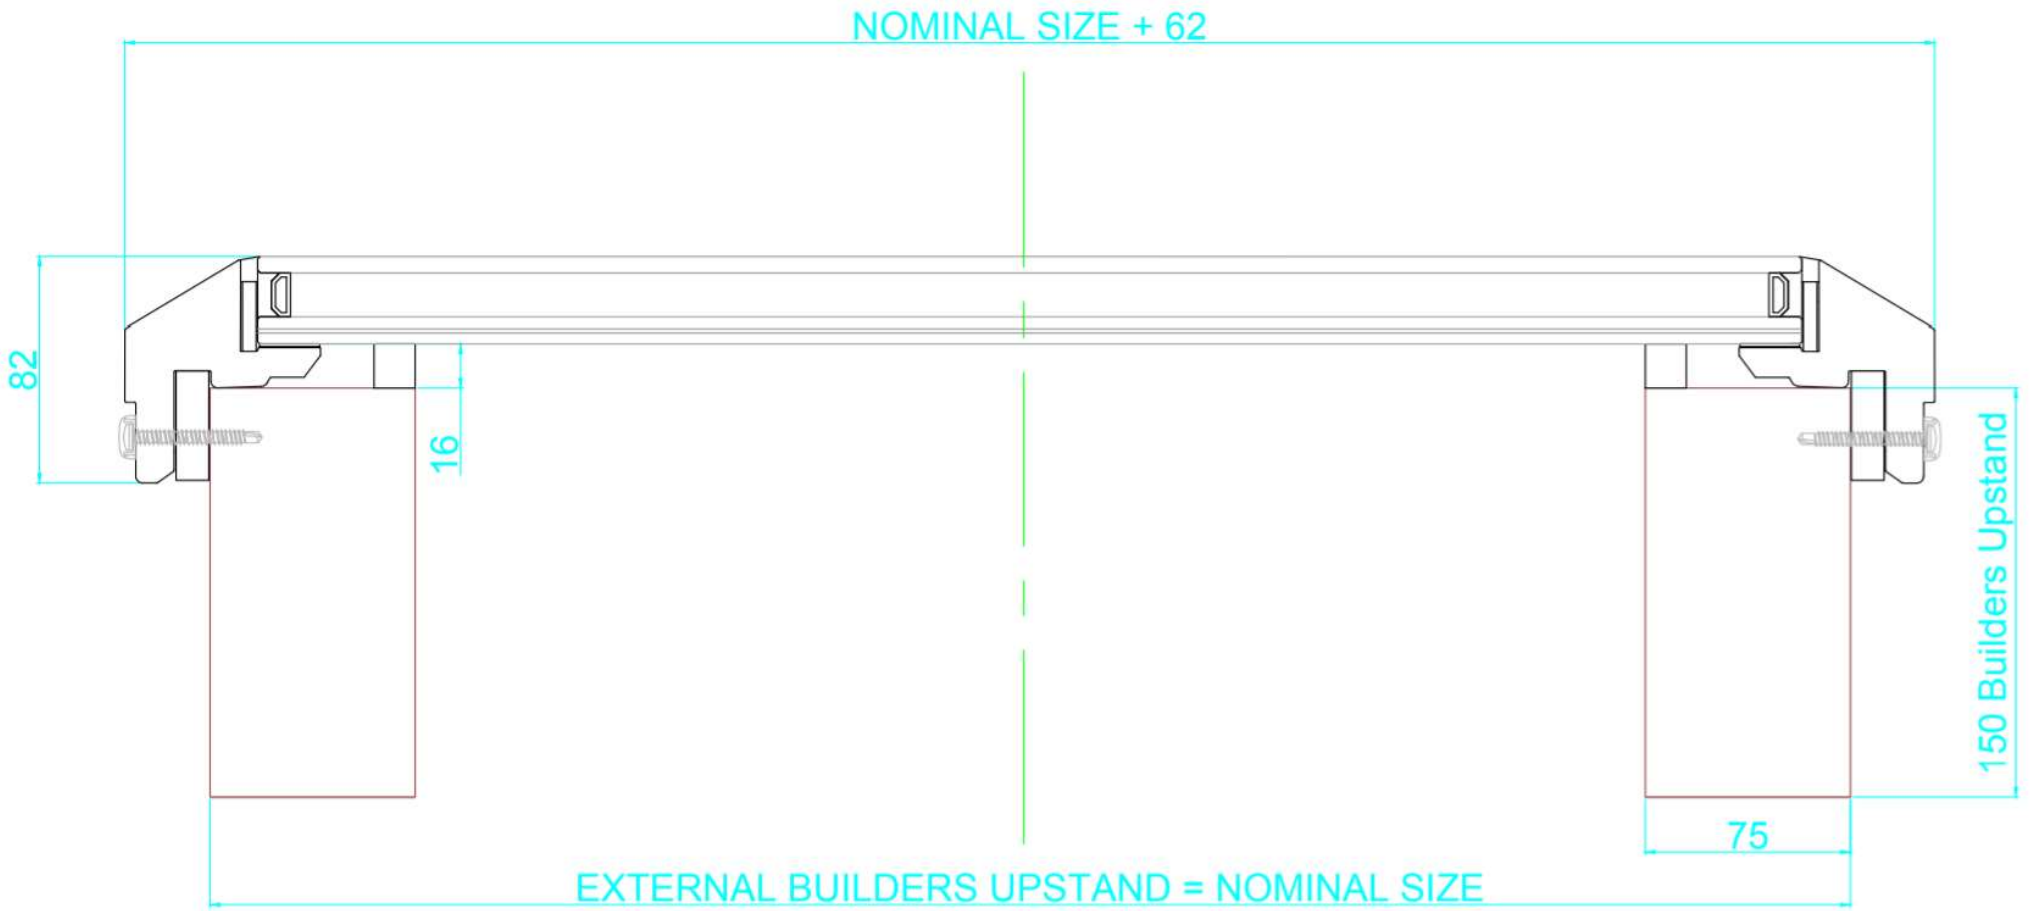 NOMINAL SIZE + 62
82
16
150 Builders Upstand
75
EXTERNAL BUILDERS UPSTAND = NOMINAL SIZE